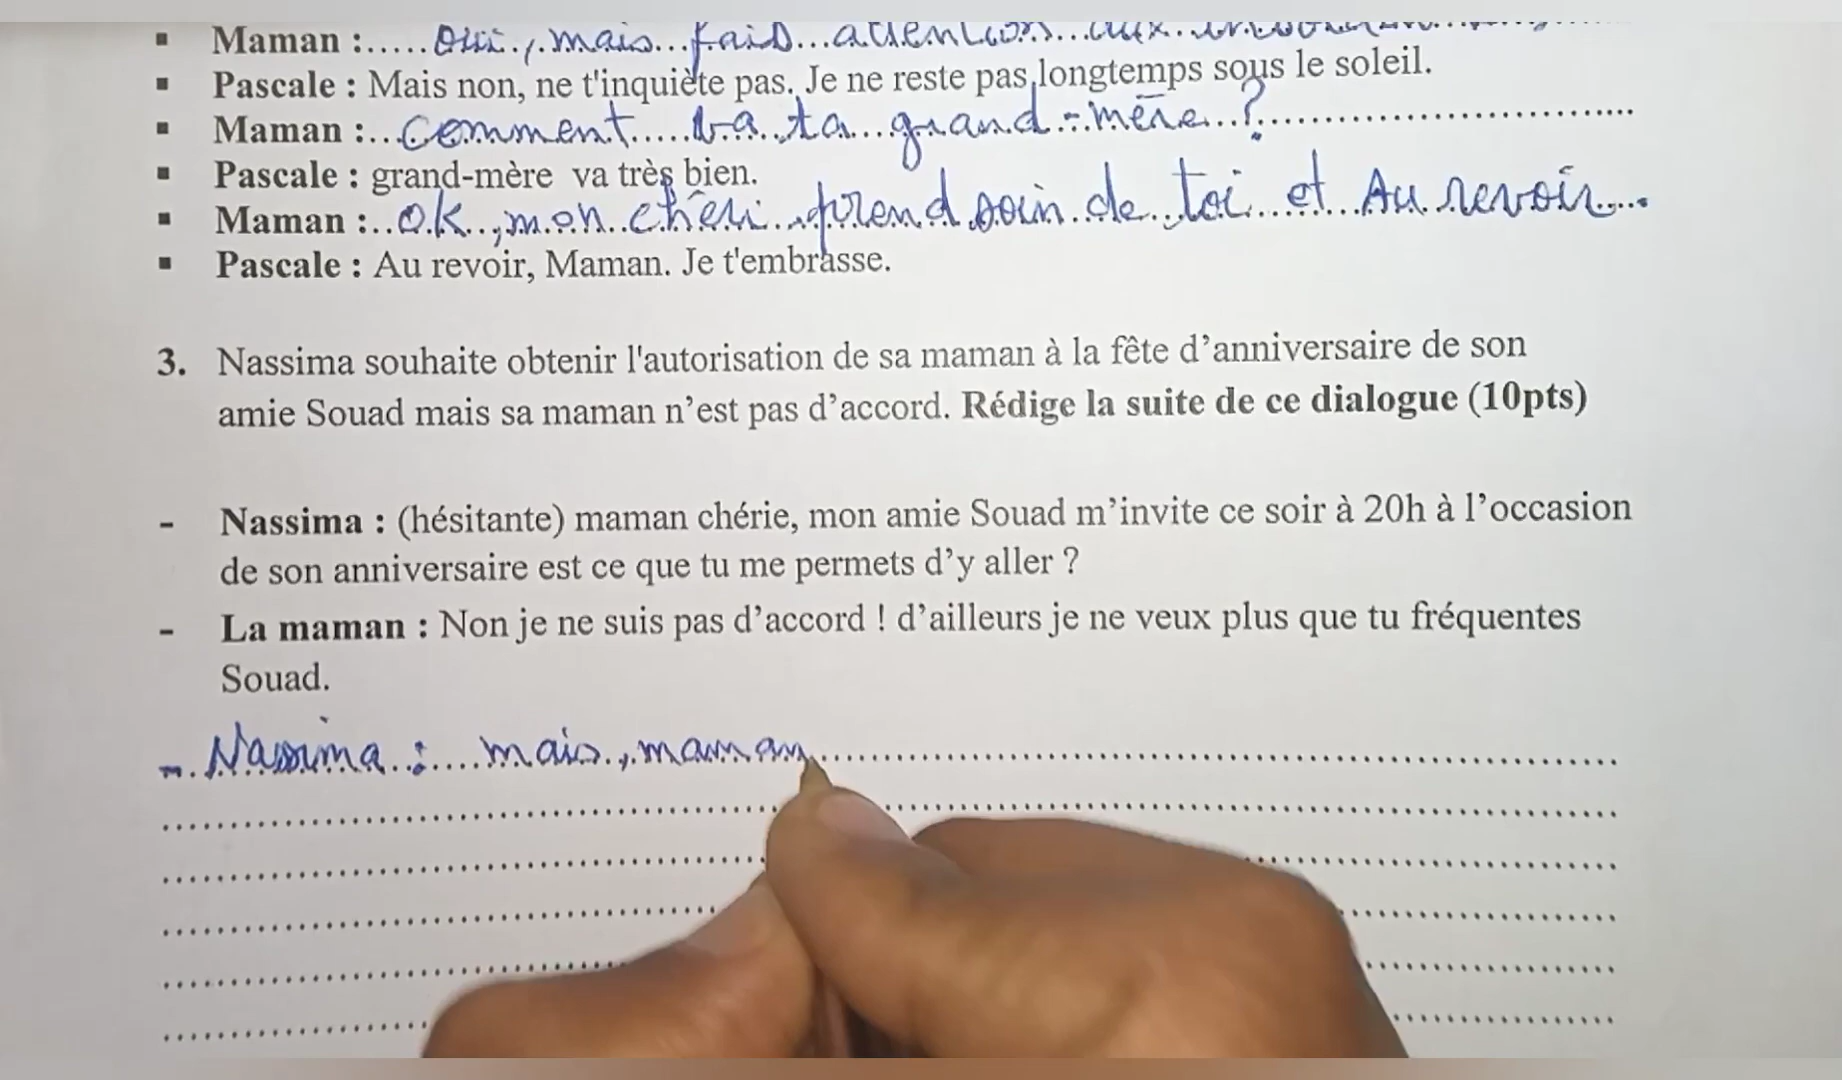 Maman :.....Oui., mais...fais...attention...aux..
Pascale : Mais non, ne t'inquiète pas. Je ne reste pas longtemps sous le soleil.
Maman :...Comment.....va..ta...grand-mère..?
Pascale : grand-mère va très bien.
Maman :..O.K..,mon..chéri..prend soin.de..toi..et...Au.revoir....
Pascale : Au revoir, Maman. Je t'embrasse.
3. Nassima souhaite obtenir l'autorisation de sa maman à la fête d’anniversaire de son
amie Souad mais sa maman n’est pas d’accord. Rédige la suite de ce dialogue (10pts)
- Nassima : (hésitante) maman chérie, mon amie Souad m’invite ce soir à 20h à l’occasion
de son anniversaire est ce que tu me permets d’y aller ?
- La maman : Non je ne suis pas d’accord ! d’ailleurs je ne veux plus que tu fréquentes
Souad.
- Nassima : mais, maman